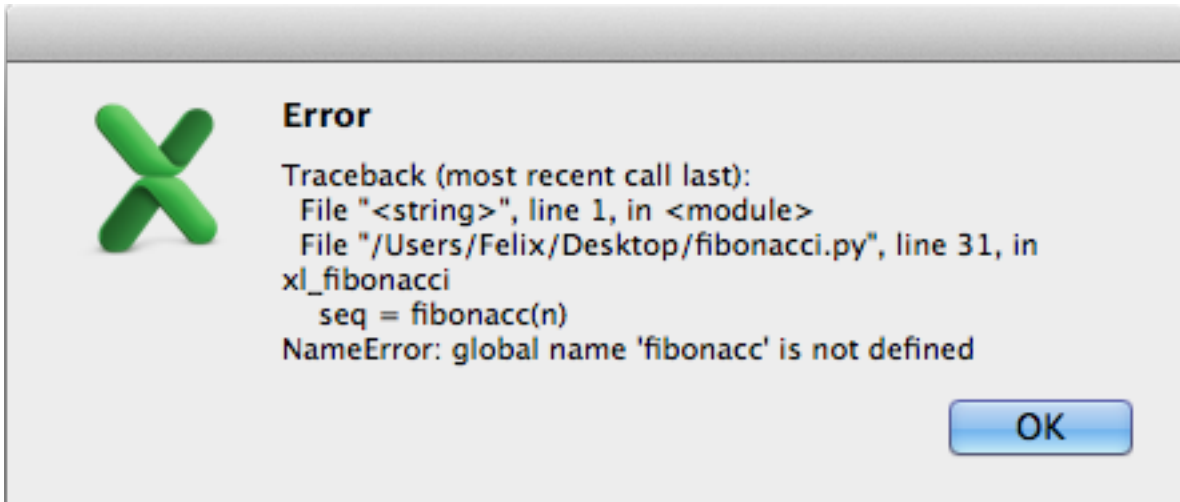 Error
Traceback (most recent call last):
File "<string>", line 1, in <module>
File "/Users/Felix/Desktop/fibonacci.py", line 31, in
xl_fibonacci
seq = fibonacc(n)
NameError: global name 'fibonacc' is not defined
OK